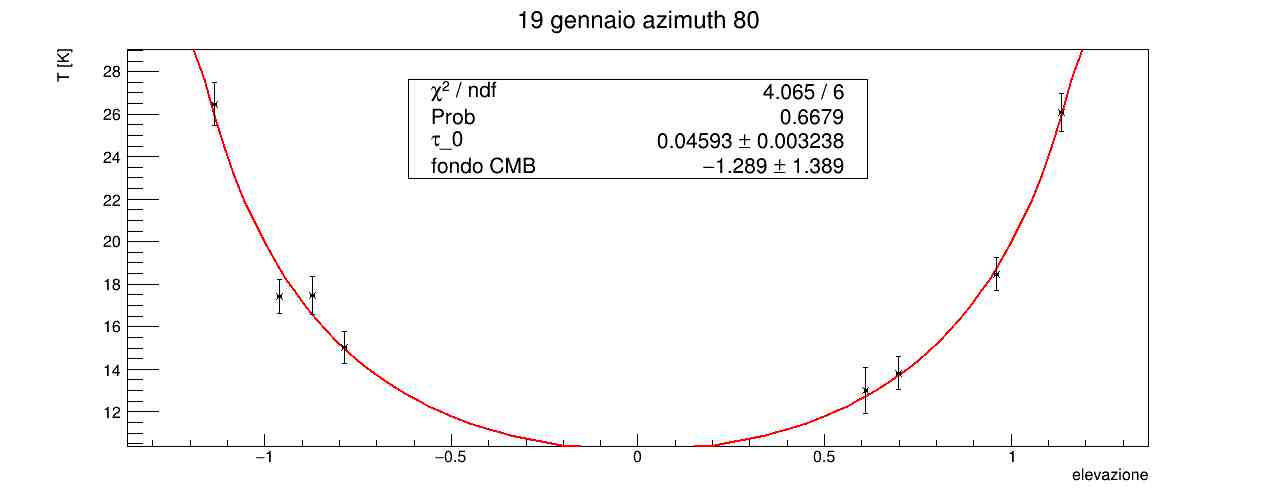 19 gennaio azimuth 80
T [K]
χ² / ndf 4.065 / 6
Prob 0.6679
τ_0 0.04593 ± 0.003238
fondo CMB −1.289 ± 1.389
28
26
24
22
20
18
16
14
12
−1 −0.5 0 0.5 1
elevazione